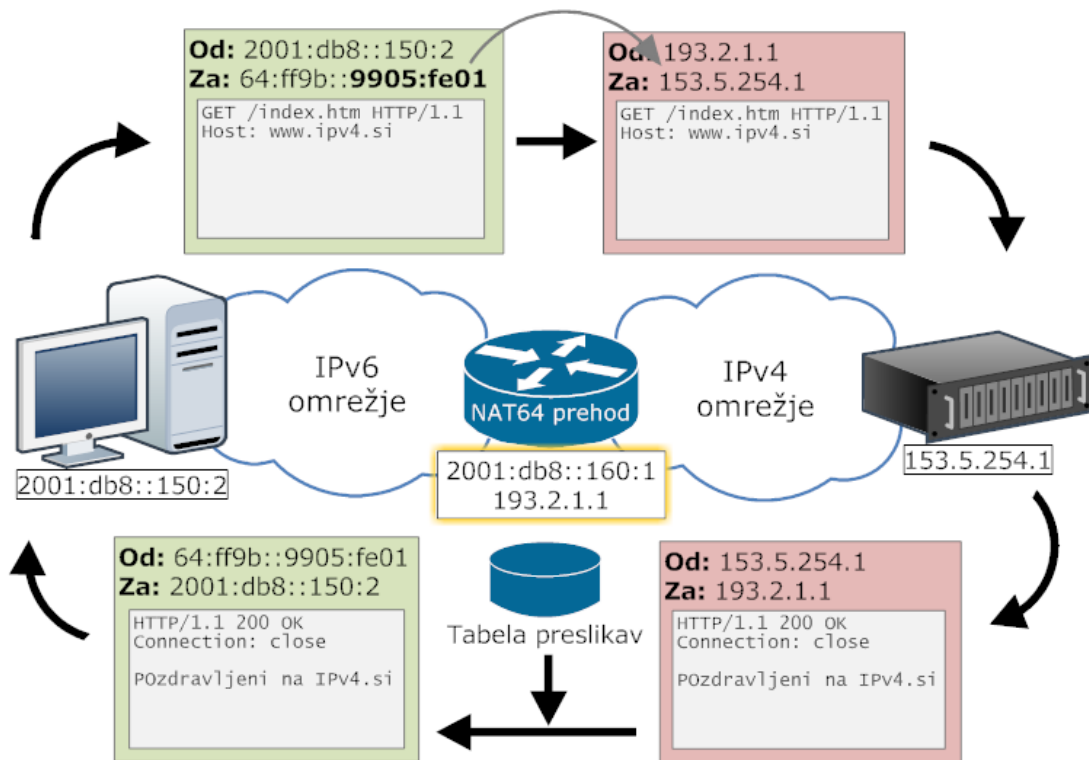 Od: 2001:db8::150:2
Za: 64:ff9b::9905:fe01
GET /index.htm HTTP/1.1
Host: www.ipv4.si
Od: 193.2.1.1
Za: 153.5.254.1
GET /index.htm HTTP/1.1
Host: www.ipv4.si
IPv6
omrežje
NAT64 prehod
IPv4
omrežje
2001:db8::150:2
2001:db8::160:1
193.2.1.1
153.5.254.1
Od: 64:ff9b::9905:fe01
Za: 2001:db8::150:2
HTTP/1.1 200 OK
Connection: close
POzdravljeni na IPv4.si
Tabela preslikav
Od: 153.5.254.1
Za: 193.2.1.1
HTTP/1.1 200 OK
Connection: close
POzdravljeni na IPv4.si